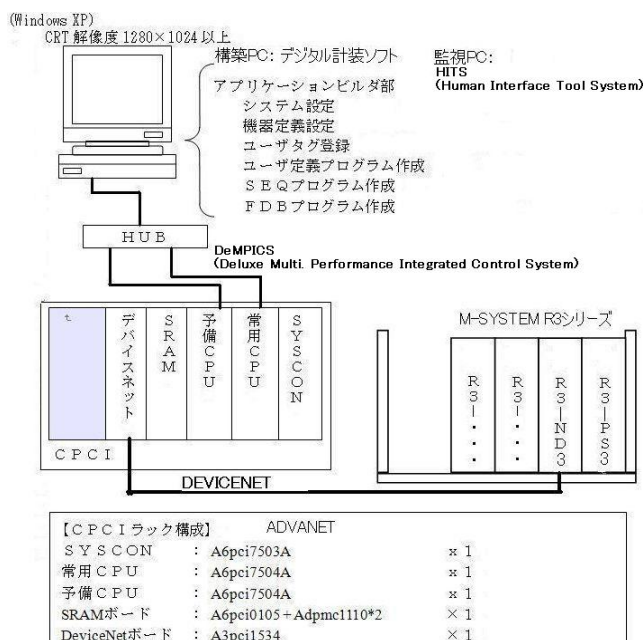 (Windows XP)
CRT 解像度 1280×1024 以上
構築PC: デジタル計装ソフト
アプリケーションビルダ部
システム設定
機器定義設定
ユーザタグ登録
ユーザ定義プログラム作成
ＳＥＱプログラム作成
ＦＤＢプログラム作成
監視PC:
HITS
(Human Interface Tool System)
ＨＵＢ
DeMPICS
(Deluxe Multi. Performance Integrated Control System)
デバイスネット
ＳＲＡＭ
予備ＣＰＵ
常用ＣＰＵ
ＳＹＳＣＯＮ
ＣＰＣＩ
M-SYSTEM R3シリーズ
Ｒ３－・・
Ｒ３－・・
Ｒ３－ＮＤ３
Ｒ３－ＰＳ３
DEVICENET
【ＣＰＣＩラック構成】 ADVANET
ＳＹＳＣＯＮ : A6pci7503A x 1
常用ＣＰＵ : A6pci7504A x 1
予備ＣＰＵ : A6pci7504A x 1
SRAMボード : A6pci0105+Adpmc1110*2 × 1
DeviceNetボード : A3pci1534 × 1